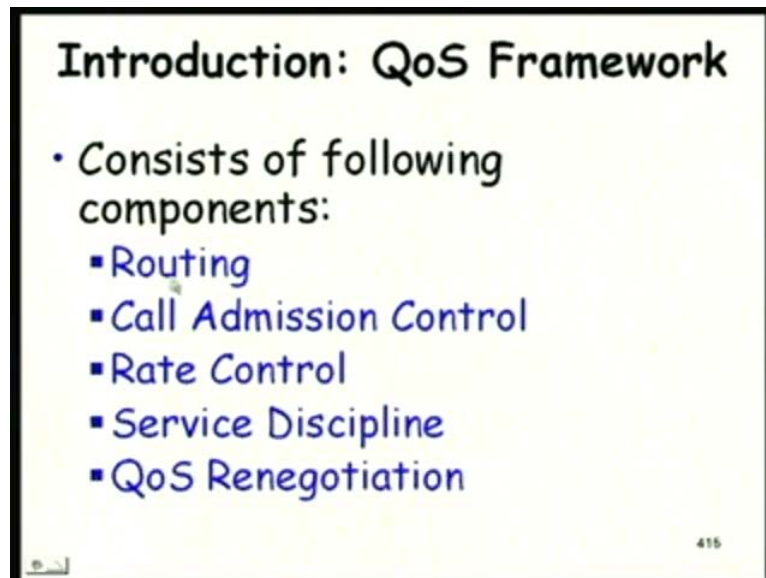 Introduction: QoS Framework
• Consists of following
components:
▪ Routing
▪ Call Admission Control
▪ Rate Control
▪ Service Discipline
▪ QoS Renegotiation
415